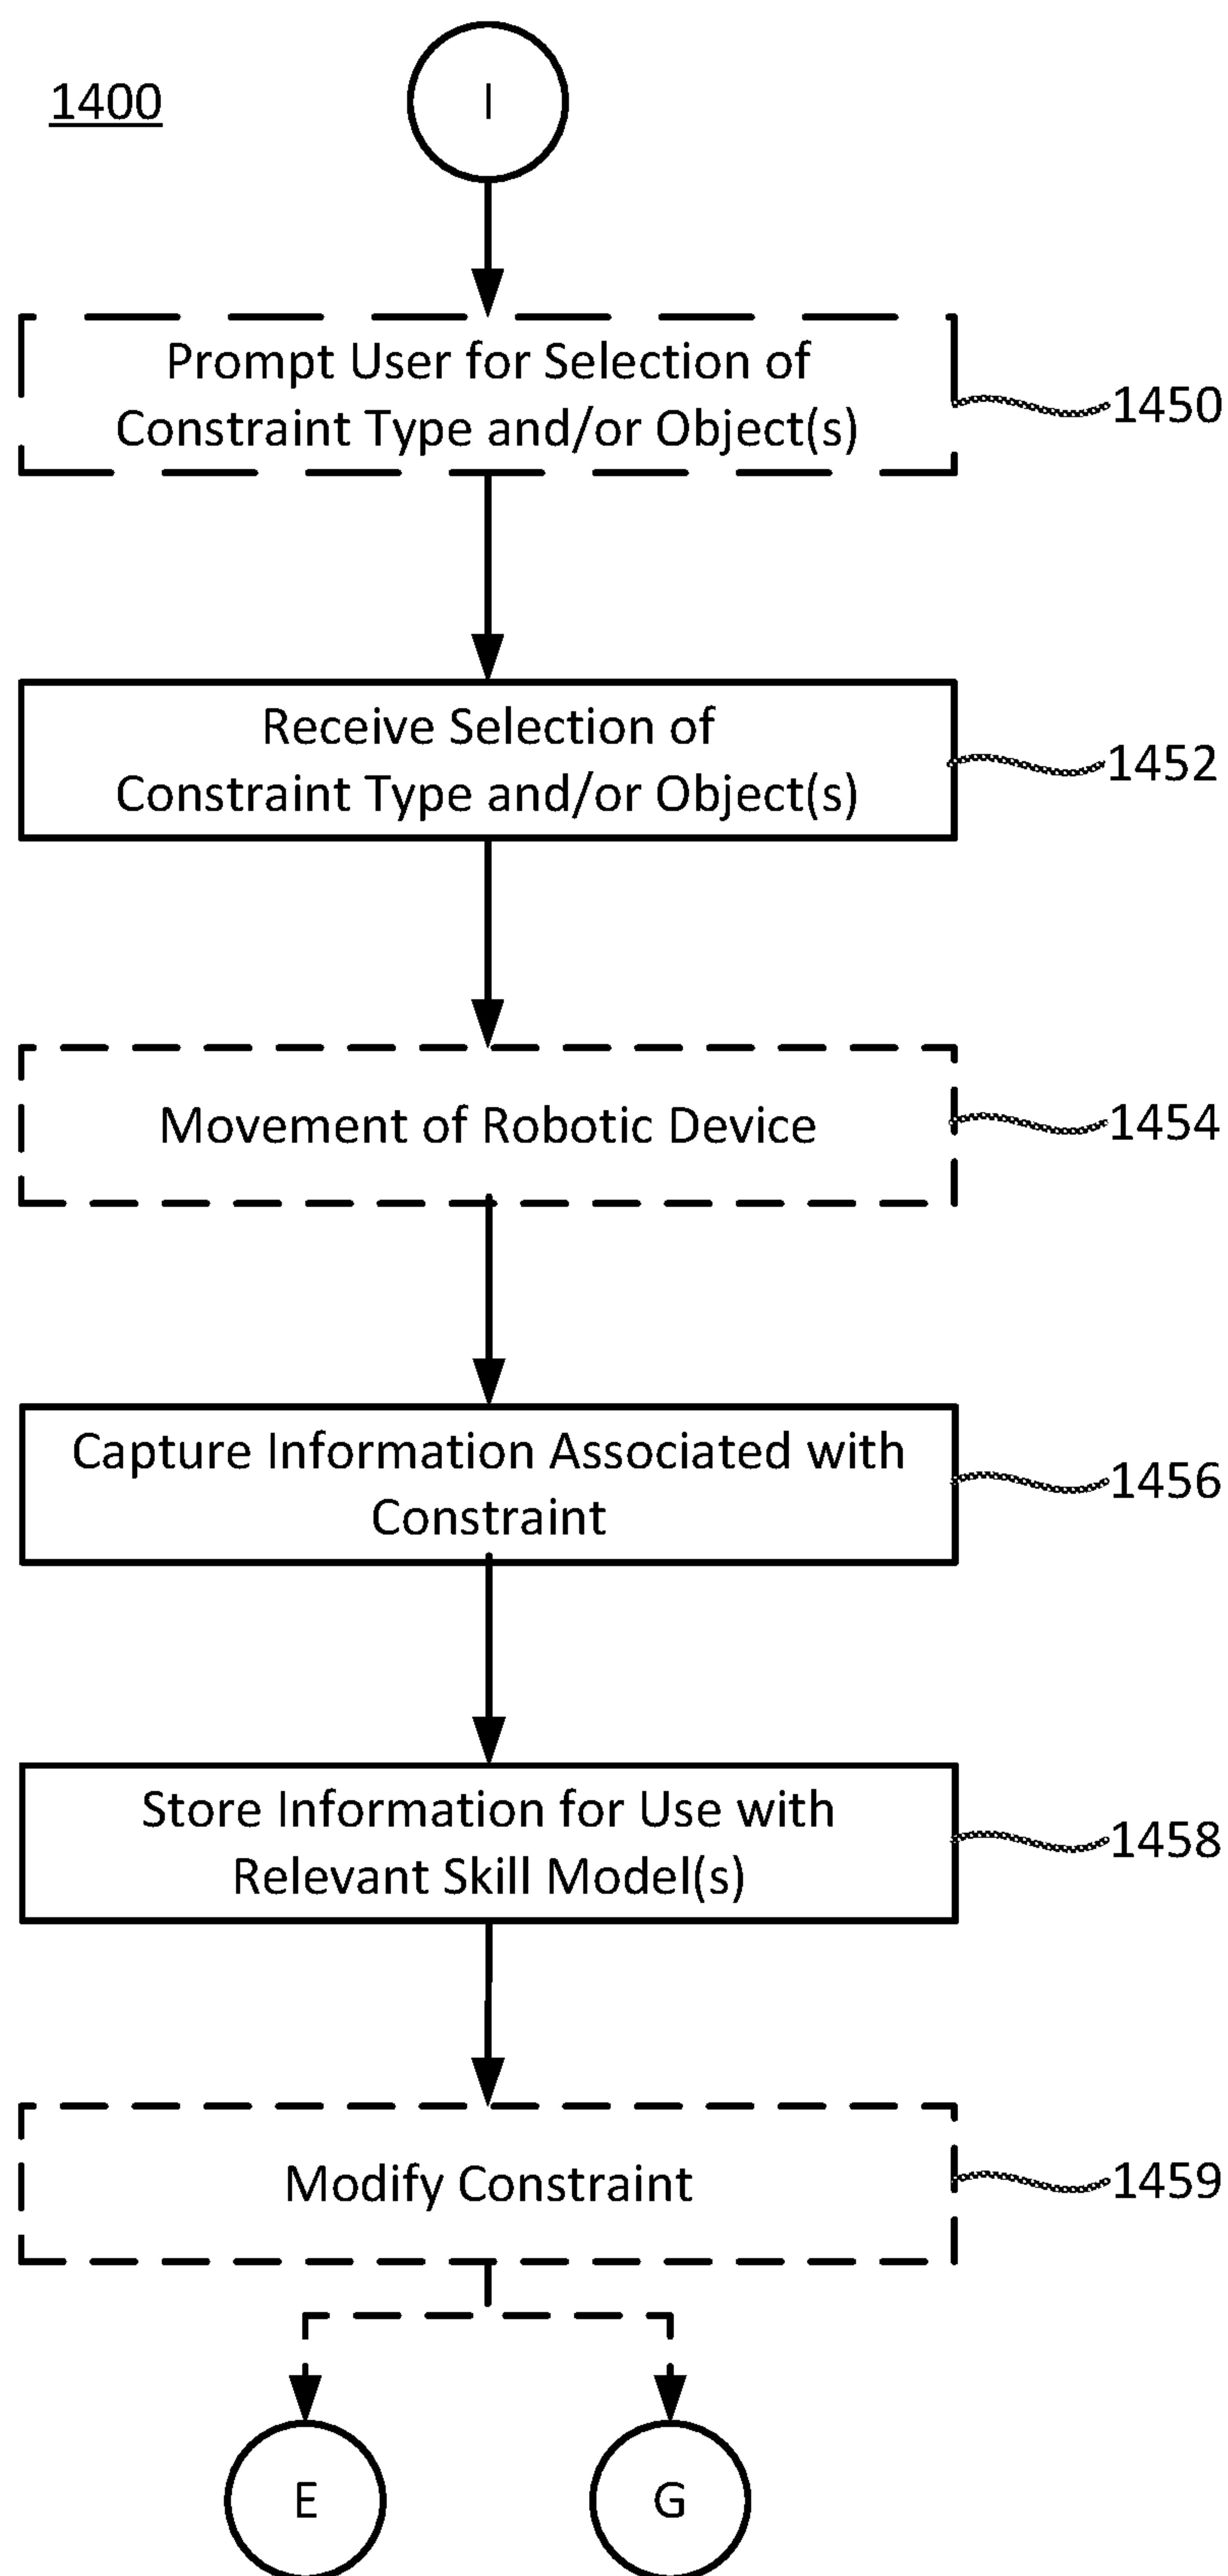 1400
I
Prompt User for Selection of
Constraint Type and/or Object(s)
1450
Receive Selection of
Constraint Type and/or Object(s)
1452
Movement of Robotic Device
1454
Capture Information Associated with
Constraint
1456
Store Information for Use with
Relevant Skill Model(s)
1458
Modify Constraint
1459
E
G